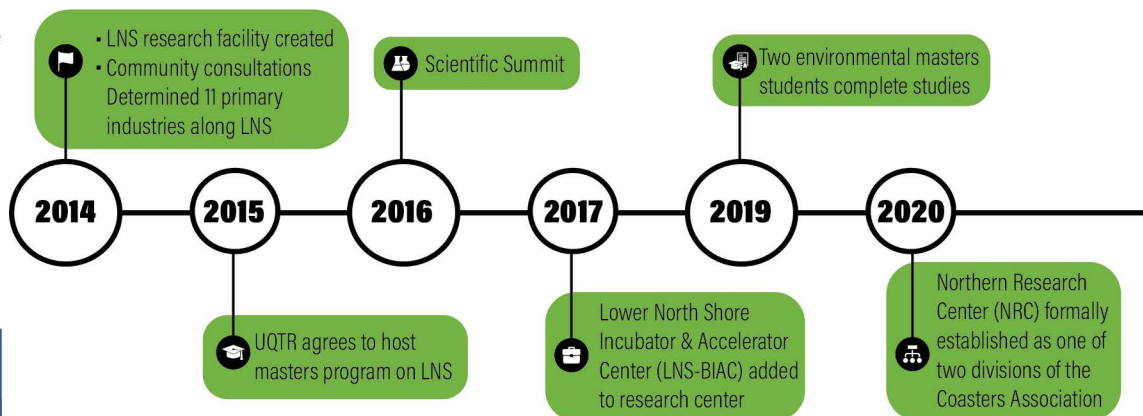 • LNS research facility created
• Community consultations
Determined 11 primary
industries along LNS
Scientific Summit
Two environmental masters
students complete studies
2014
2015
2016
2017
2019
2020
UQTR agrees to host
masters program on LNS
Lower North Shore
Incubator & Accelerator
Center (LNS-BIAC) added
to research center
Northern Research
Center (NRC) formally
established as one of
two divisions of the
Coasters Association